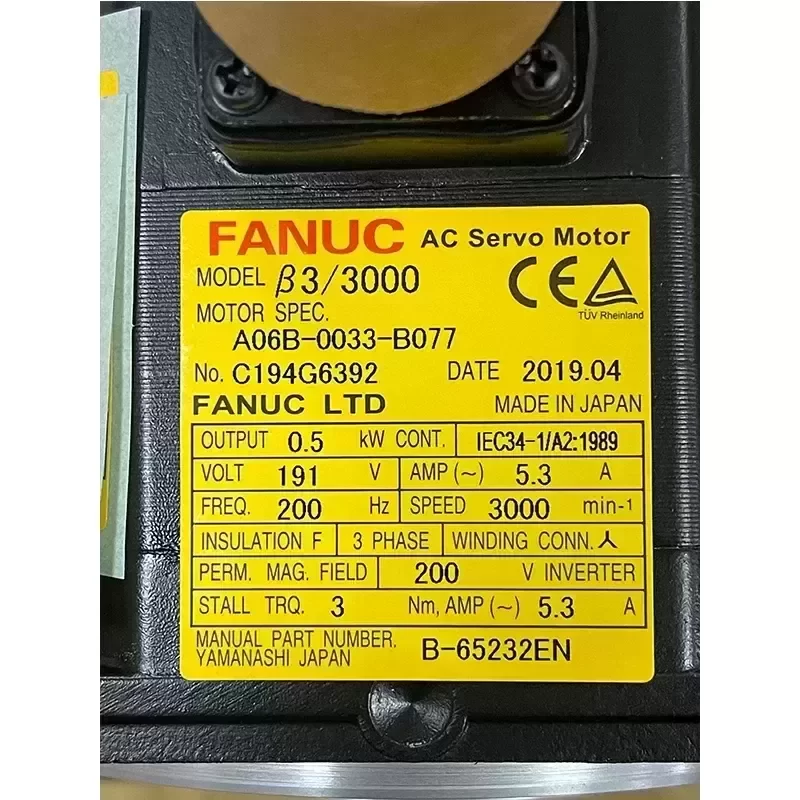 FANUC AC Servo Motor
MODEL β3/3000
CE
MOTOR SPEC.
TÜV Rheinland
A06B-0033-B077
No. C194G6392 DATE 2019.04
FANUC LTD MADE IN JAPAN
OUTPUT 0.5 kW CONT. IEC34-1/A2:1989
VOLT 191 V AMP (~) 5.3 A
FREQ. 200 Hz SPEED 3000 min-1
INSULATION F 3 PHASE WINDING CONN. 人
PERM. MAG. FIELD 200 V INVERTER
STALL TRQ. 3 Nm, AMP (~) 5.3 A
MANUAL PART NUMBER. B-65232EN
YAMANASHI JAPAN